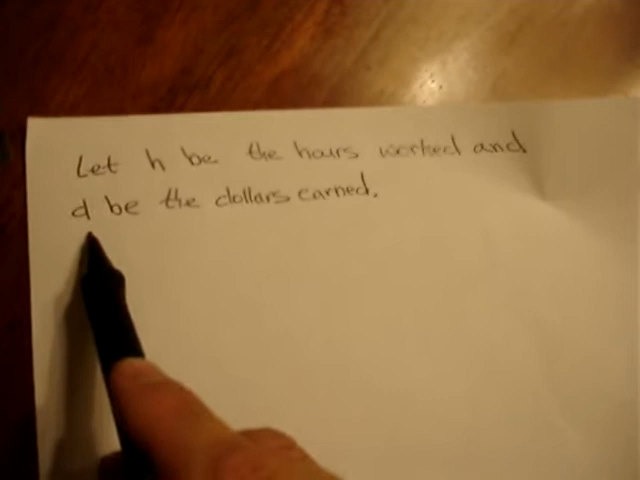 Let h be the hours worked and
d be the dollars earned.